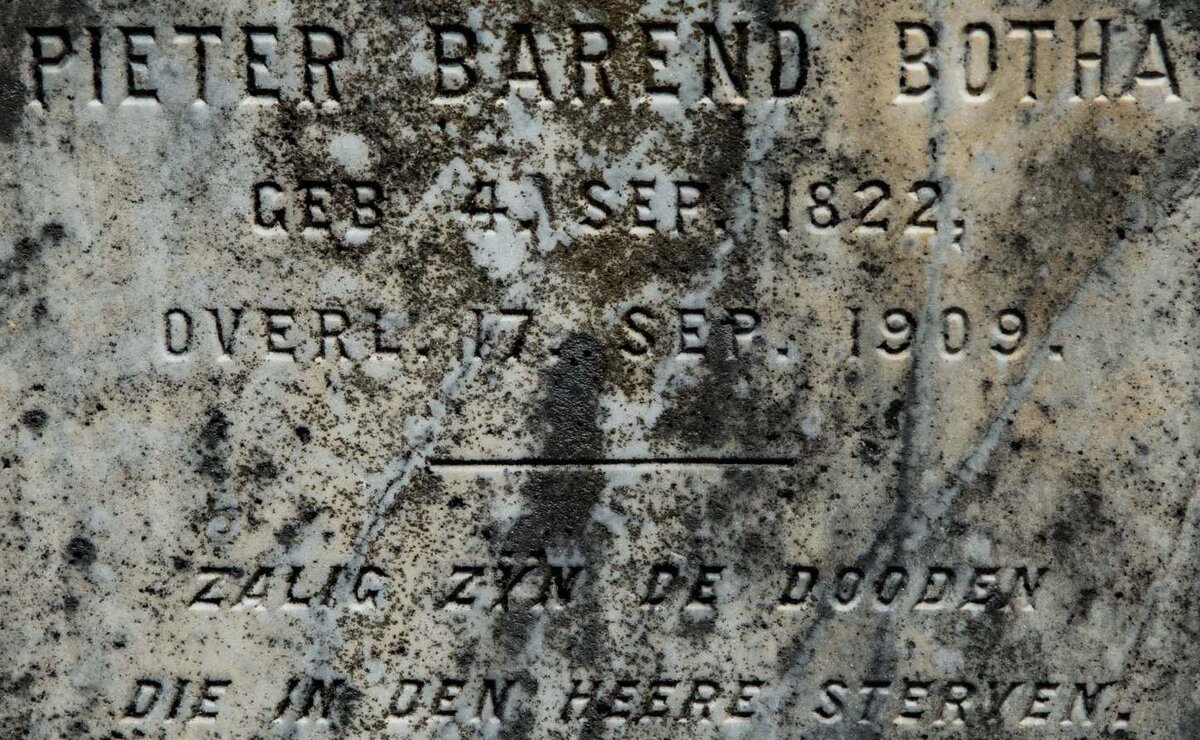 PIETER BAREND BOTHA
GEB 4, SEP. 1822,
OVERL. 17. SEP. 1909.
ZALIG ZYN DE DOODEN
DIE IN DEN HEERE STERVEN.